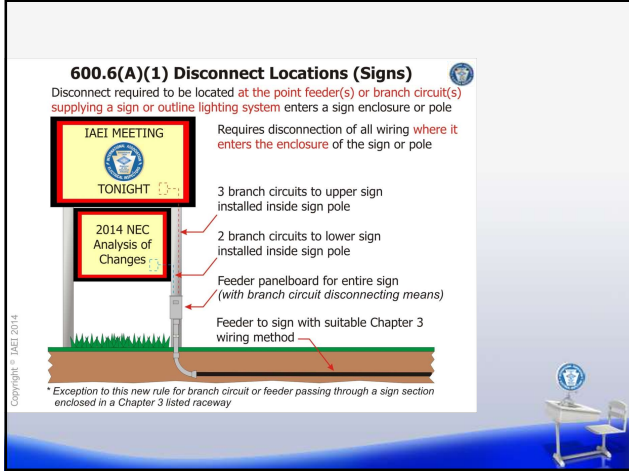 600.6(A)(1) Disconnect Locations (Signs)
Disconnect required to be located at the point feeder(s) or branch circuit(s)
supplying a sign or outline lighting system enters a sign enclosure or pole
IAEI MEETING
TONIGHT
Requires disconnection of all wiring where it
enters the enclosure of the sign or pole
3 branch circuits to upper sign
installed inside sign pole
2014 NEC
Analysis of
Changes
2 branch circuits to lower sign
installed inside sign pole
Feeder panelboard for entire sign
(with branch circuit disconnecting means)
Feeder to sign with suitable Chapter 3
wiring method
* Exception to this new rule for branch circuit or feeder passing through a sign section
enclosed in a Chapter 3 listed raceway
Copyright © IAEI 2014